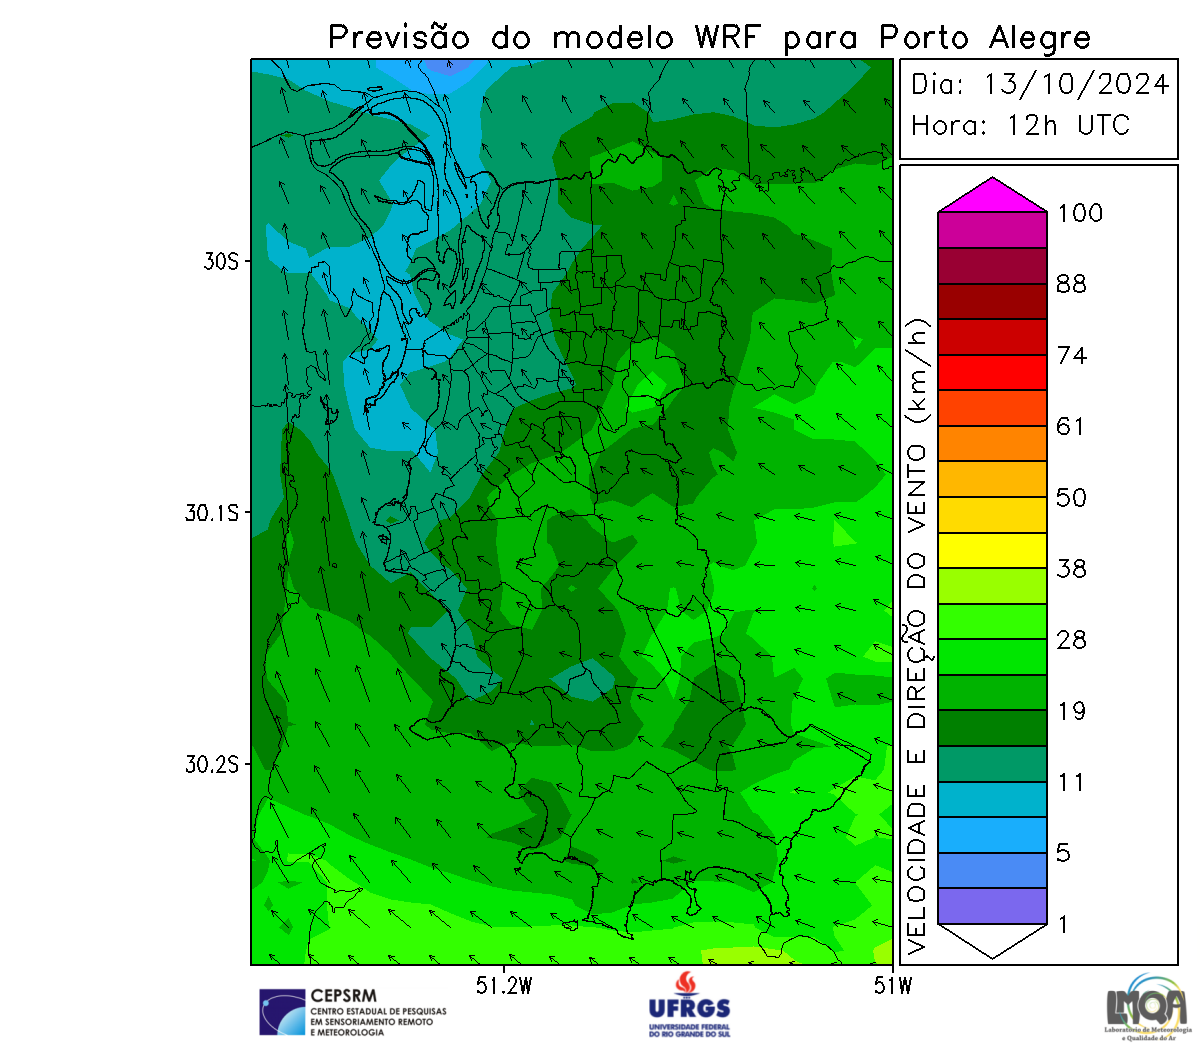 Previsão do modelo WRF para Porto Alegre
Dia: 13/10/2024
Hora: 12h UTC
30S
30.1S
30.2S
51.2W
51W
VELOCIDADE E DIREÇÃO DO VENTO (km/h)
100
88
74
61
50
38
28
19
11
5
1
CEPSRM
CENTRO ESTADUAL DE PESQUISAS
EM SENSORIAMENTO REMOTO
E METEOROLOGIA
UFRGS
UNIVERSIDADE FEDERAL
DO RIO GRANDE DO SUL
LMQA
Laboratório de Meteorologia
e Qualidade do Ar